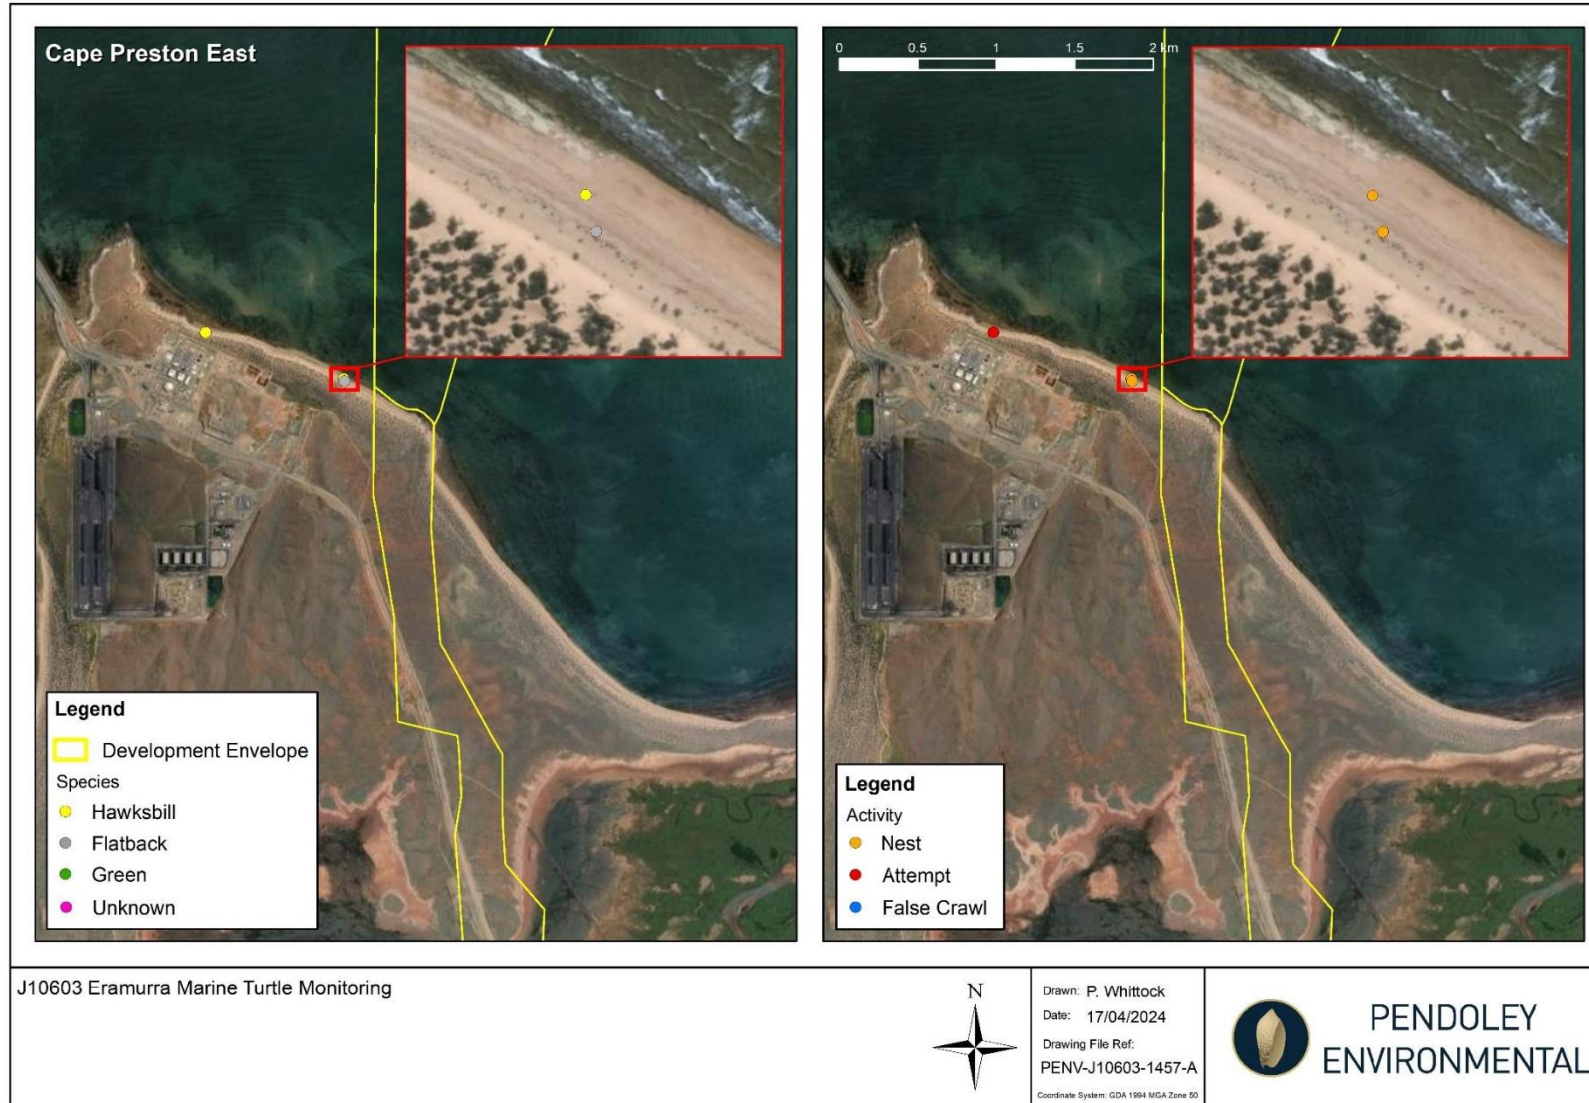 Cape Preston East
Legend
Development Envelope
Species
Hawksbill
Flatback
Green
Unknown
0 0.5 1 1.5 2 km
Legend
Activity
Nest
Attempt
False Crawl
J10603 Eramurra Marine Turtle Monitoring
N
Drawn: P. Whittock
Date: 17/04/2024
Drawing File Ref:
PENV-J10603-1457-A
Coordinate System: GDA 1994 MGA Zone 50
PENDOLEY
ENVIRONMENTAL